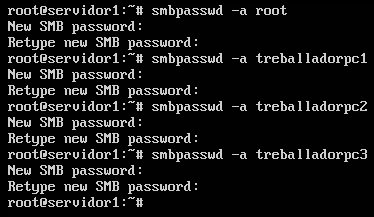 root@servidor1:~# smbpasswd -a root
New SMB password:
Retype new SMB password:
root@servidor1:~# smbpasswd -a treballadorpc1
New SMB password:
Retype new SMB password:
root@servidor1:~# smbpasswd -a treballadorpc2
New SMB password:
Retype new SMB password:
root@servidor1:~# smbpasswd -a treballadorpc3
New SMB password:
Retype new SMB password:
root@servidor1:~#